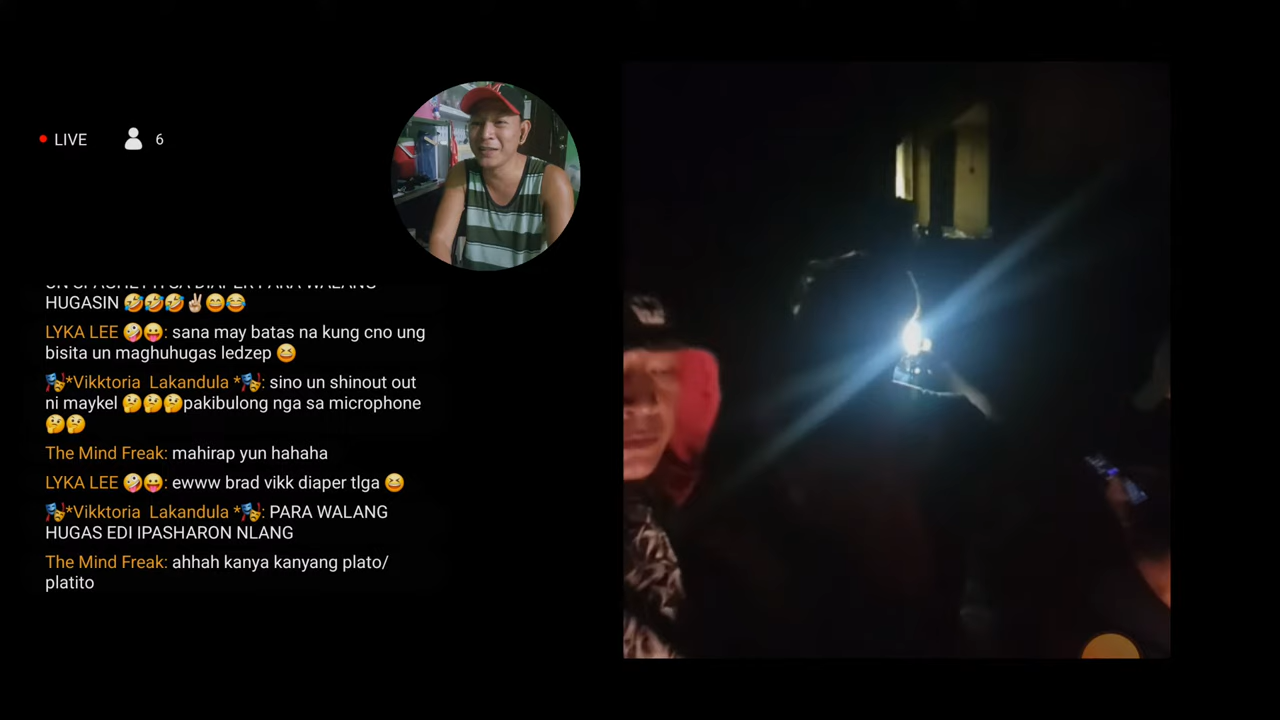 LIVE 6
HUGASIN 🤣🤣🤣✌🏼😄😂
LYKA LEE 🤪😛: sana may batas na kung cno ung
bisita un maghuhugas ledzep 😆
🎭*Vikktoria Lakandula *🎭: sino un shinout out
ni maykel 🤔🤔🤔pakibulong nga sa microphone
🤔🤔
The Mind Freak: mahirap yun hahaha
LYKA LEE 🤪😛: ewww brad vikk diaper tlga 😆
🎭*Vikktoria Lakandula *🎭: PARA WALANG
HUGAS EDI IPASHARON NLANG
The Mind Freak: ahhah kanya kanyang plato/
platito